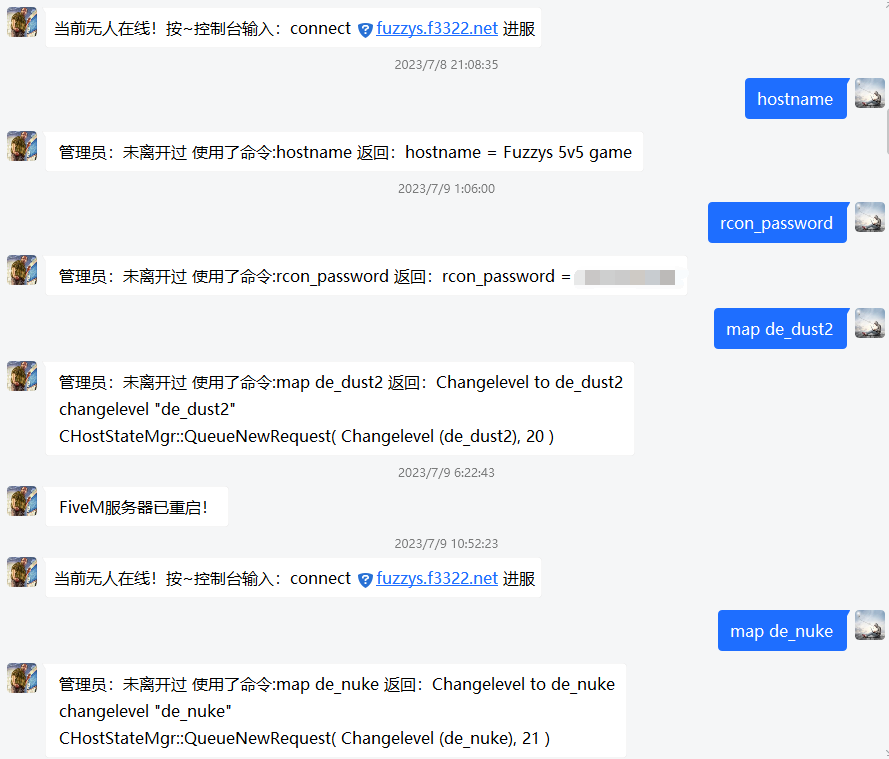 当前无人在线！按~控制台输入：connect fuzzys.f3322.net 进服
2023/7/8 21:08:35
hostname
管理员：未离开过 使用了命令:hostname 返回：hostname = Fuzzys 5v5 game
2023/7/9 1:06:00
rcon_password
管理员：未离开过 使用了命令:rcon_password 返回：rcon_password =
map de_dust2
管理员：未离开过 使用了命令:map de_dust2 返回：Changelevel to de_dust2
changelevel "de_dust2"
CHostStateMgr::QueueNewRequest( Changelevel (de_dust2), 20 )
2023/7/9 6:22:43
FiveM服务器已重启！
2023/7/9 10:52:23
当前无人在线！按~控制台输入：connect fuzzys.f3322.net 进服
map de_nuke
管理员：未离开过 使用了命令:map de_nuke 返回：Changelevel to de_nuke
changelevel "de_nuke"
CHostStateMgr::QueueNewRequest( Changelevel (de_nuke), 21 )